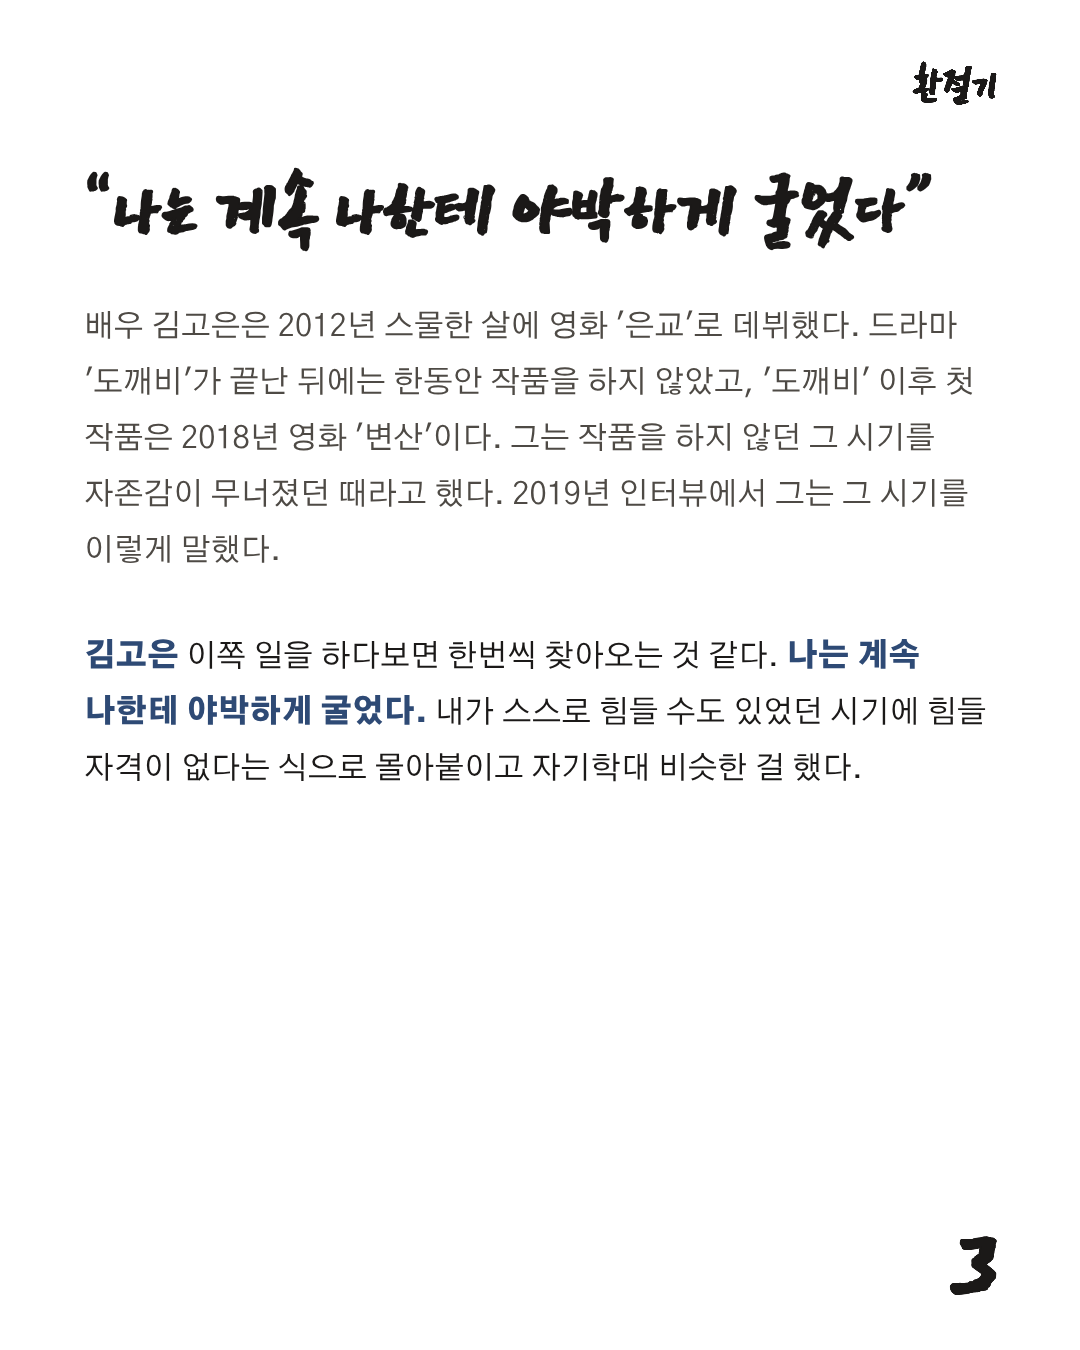 환절기
“나는 계속 나한테 야박하게 굴었다”
배우 김고은은 2012년 스물한 살에 영화 '은교'로 데뷔했다. 드라마
'도깨비'가 끝난 뒤에는 한동안 작품을 하지 않았고, '도깨비' 이후 첫
작품은 2018년 영화 '변산'이다. 그는 작품을 하지 않던 그 시기를
자존감이 무너졌던 때라고 했다. 2019년 인터뷰에서 그는 그 시기를
이렇게 말했다.
김고은 이쪽 일을 하다보면 한번씩 찾아오는 것 같다. 나는 계속
나한테 야박하게 굴었다. 내가 스스로 힘들 수도 있었던 시기에 힘들
자격이 없다는 식으로 몰아붙이고 자기학대 비슷한 걸 했다.
3